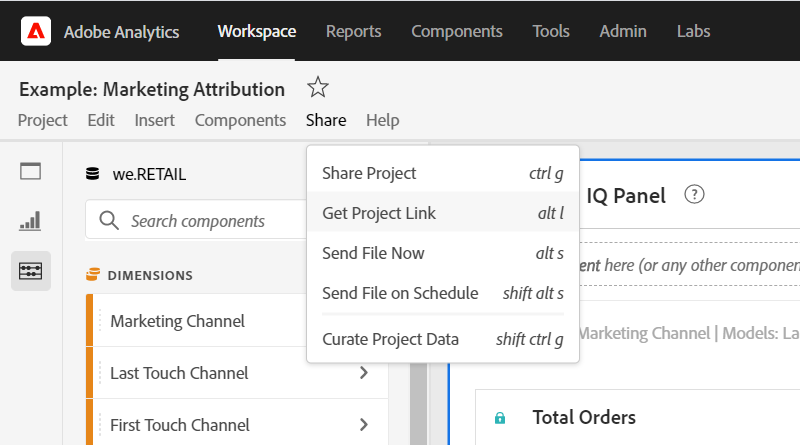 Adobe Analytics Workspace Reports Components Tools Admin Labs
Example: Marketing Attribution
Project Edit Insert Components Share Help
we.RETAIL
Search components
DIMENSIONS
Marketing Channel
Last Touch Channel
First Touch Channel
Share Project ctrl g
Get Project Link alt l
Send File Now alt s
Send File on Schedule shift alt s
Curate Project Data shift ctrl g
IQ Panel ?
ent here (or any other componen
Marketing Channel | Models: La
Total Orders